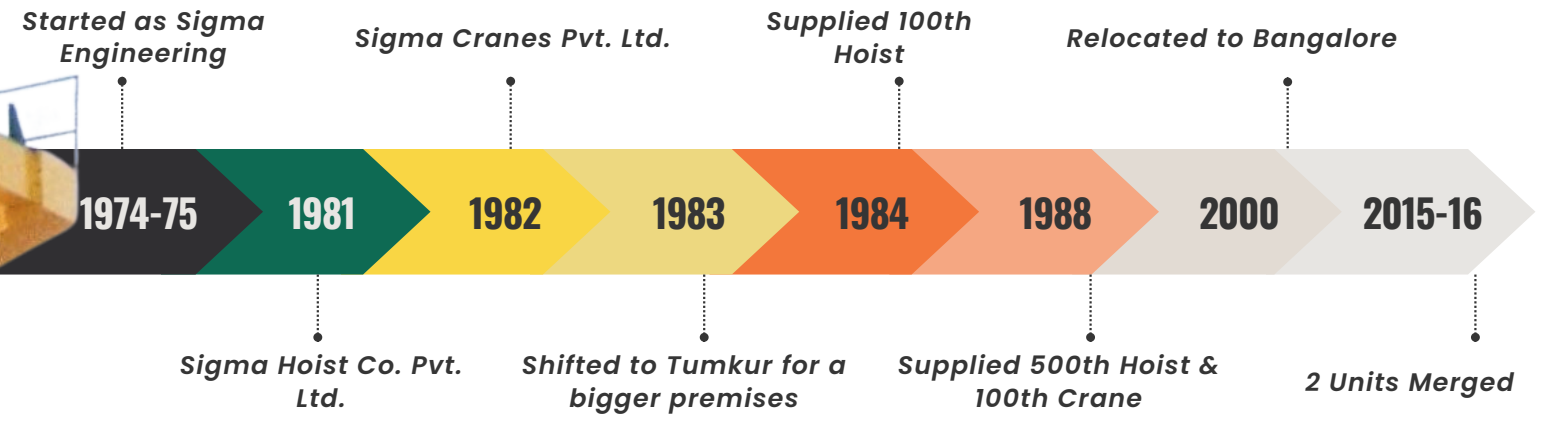 Started as Sigma
Engineering
Sigma Cranes Pvt. Ltd.
Supplied 100th
Hoist
Relocated to Bangalore
1974-75
1981
1982
1983
1984
1988
2000
2015-16
Sigma Hoist Co. Pvt.
Ltd.
Shifted to Tumkur for a
bigger premises
Supplied 500th Hoist &
100th Crane
2 Units Merged